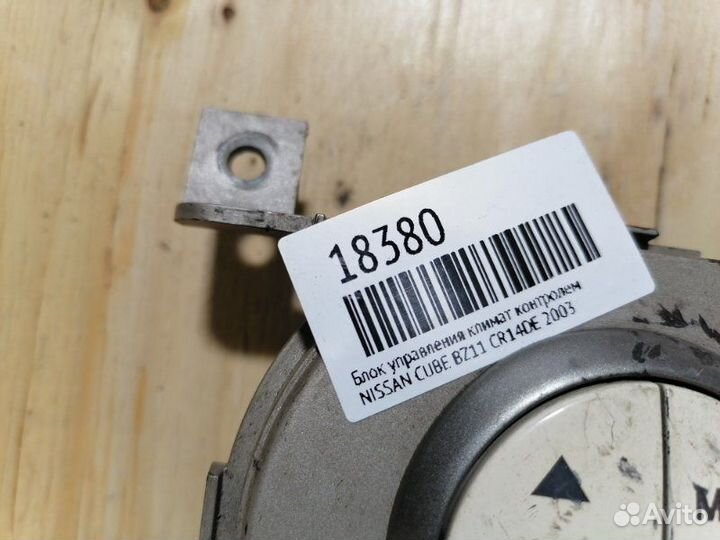 18380
Блок управления климат контролем
NISSAN CUBE BZ11 CR14DE 2003
M
Avito